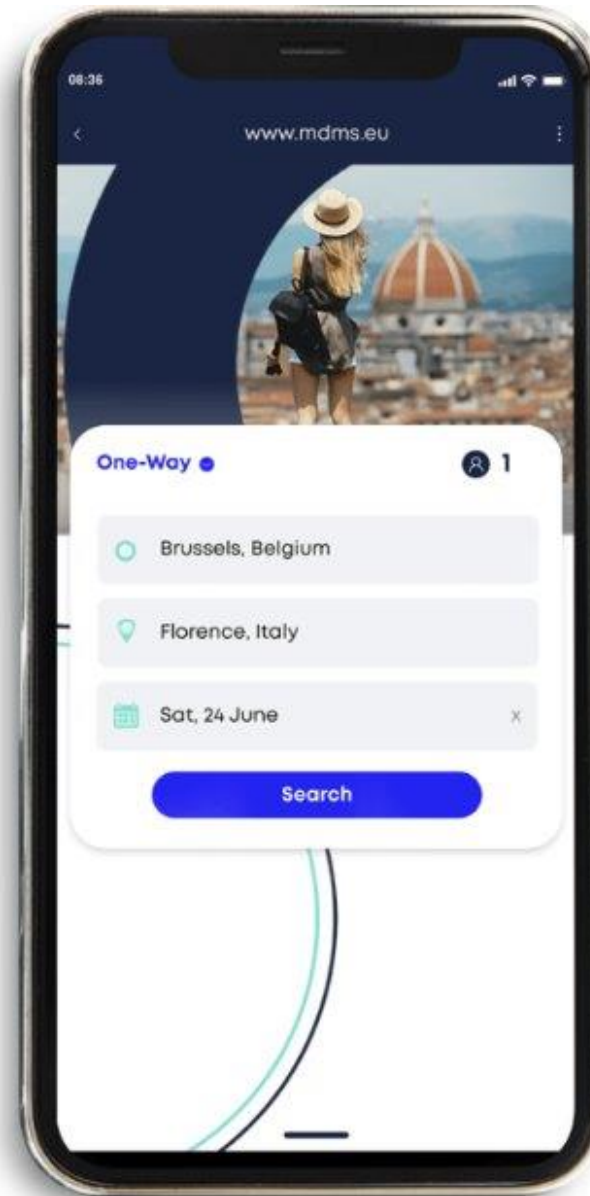 08:36
www.mdms.eu
One-Way
1
Brussels, Belgium
Florence, Italy
Sat, 24 June
x
Search